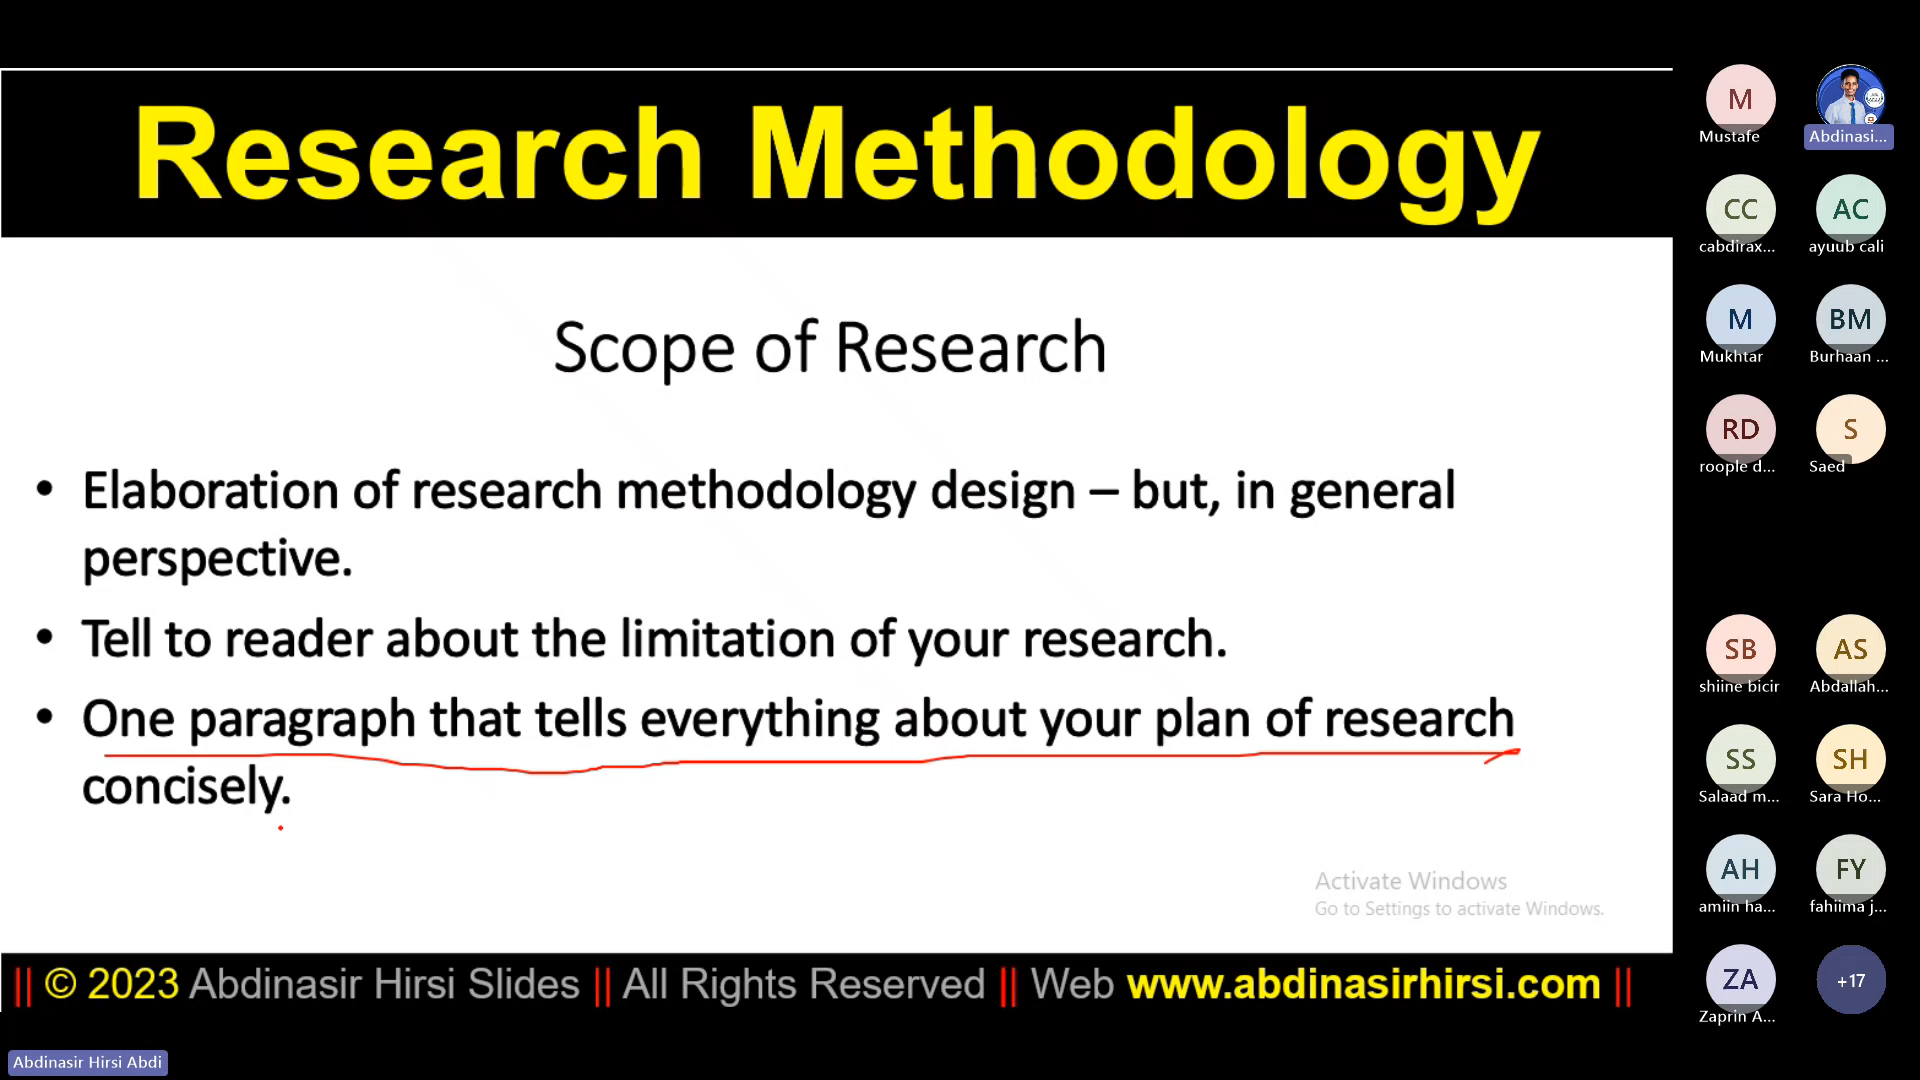 Research Methodology
Scope of Research
• Elaboration of research methodology design – but, in general
perspective.
• Tell to reader about the limitation of your research.
• One paragraph that tells everything about your plan of research
concisely.
Activate Windows
Go to Settings to activate Windows.
|| © 2023 Abdinasir Hirsi Slides || All Rights Reserved || Web www.abdinasirhirsi.com ||
Abdinasir Hirsi Abdi
M
Mustafe
Abdinasi...
CC
cabdirax...
AC
ayuub cali
M
Mukhtar
BM
Burhaan ...
RD
roople d...
S
Saed
SB
shiine bicir
AS
Abdallah...
SS
Salaad m...
SH
Sara Ho...
AH
amiin ha...
FY
fahiima j...
ZA
Zaprin A...
+17